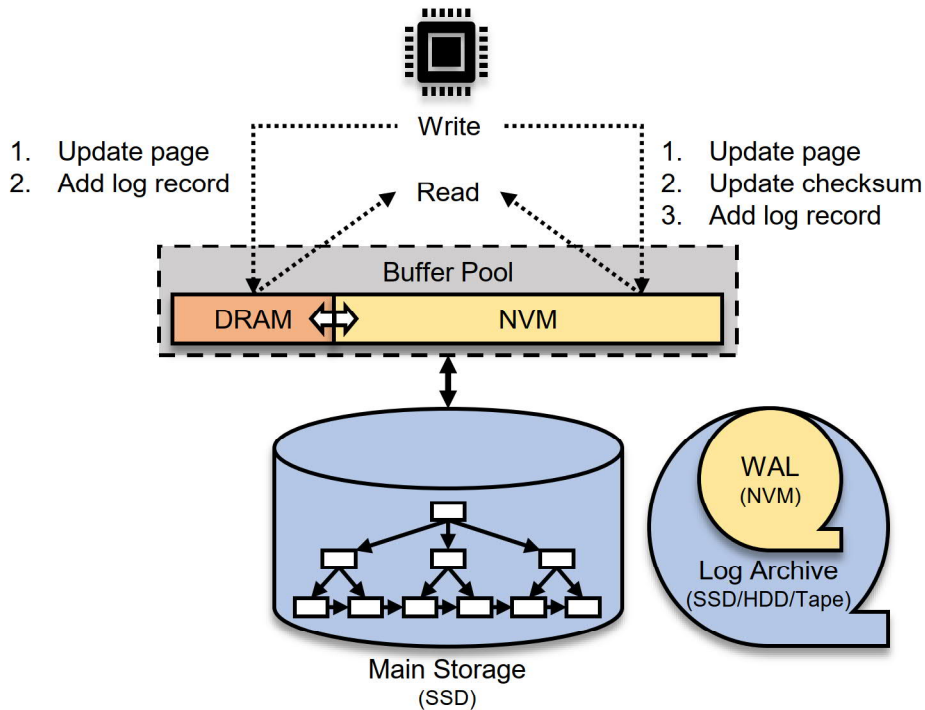 Write
1. Update page
2. Add log record
1. Update page
2. Update checksum
3. Add log record
Read
Buffer Pool
DRAM
NVM
WAL
(NVM)
Log Archive
(SSD/HDD/Tape)
Main Storage
(SSD)